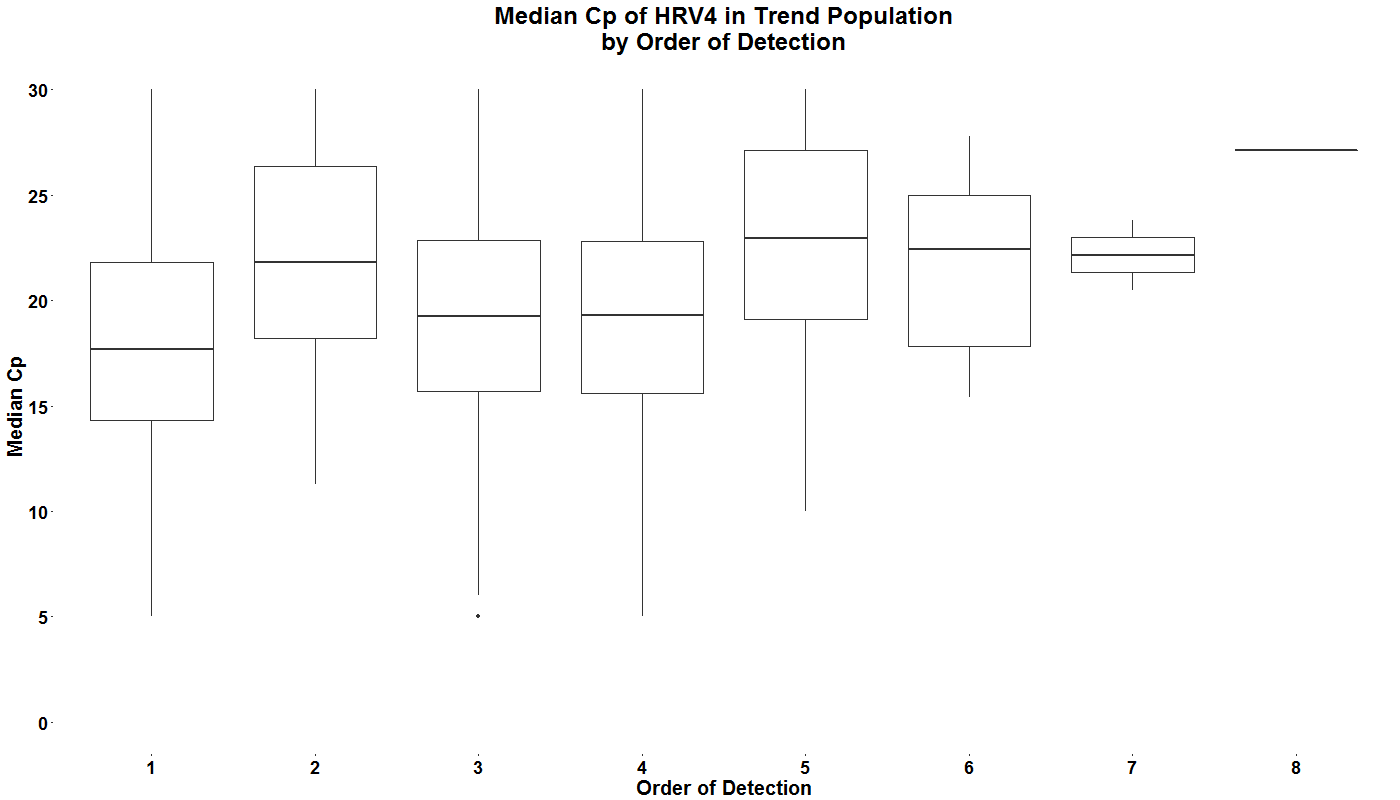 Median Cp of HRV4 in Trend Population
by Order of Detection
30
25
20
15
10
5
0
Median Cp
1 2 3 4 5 6 7 8
Order of Detection